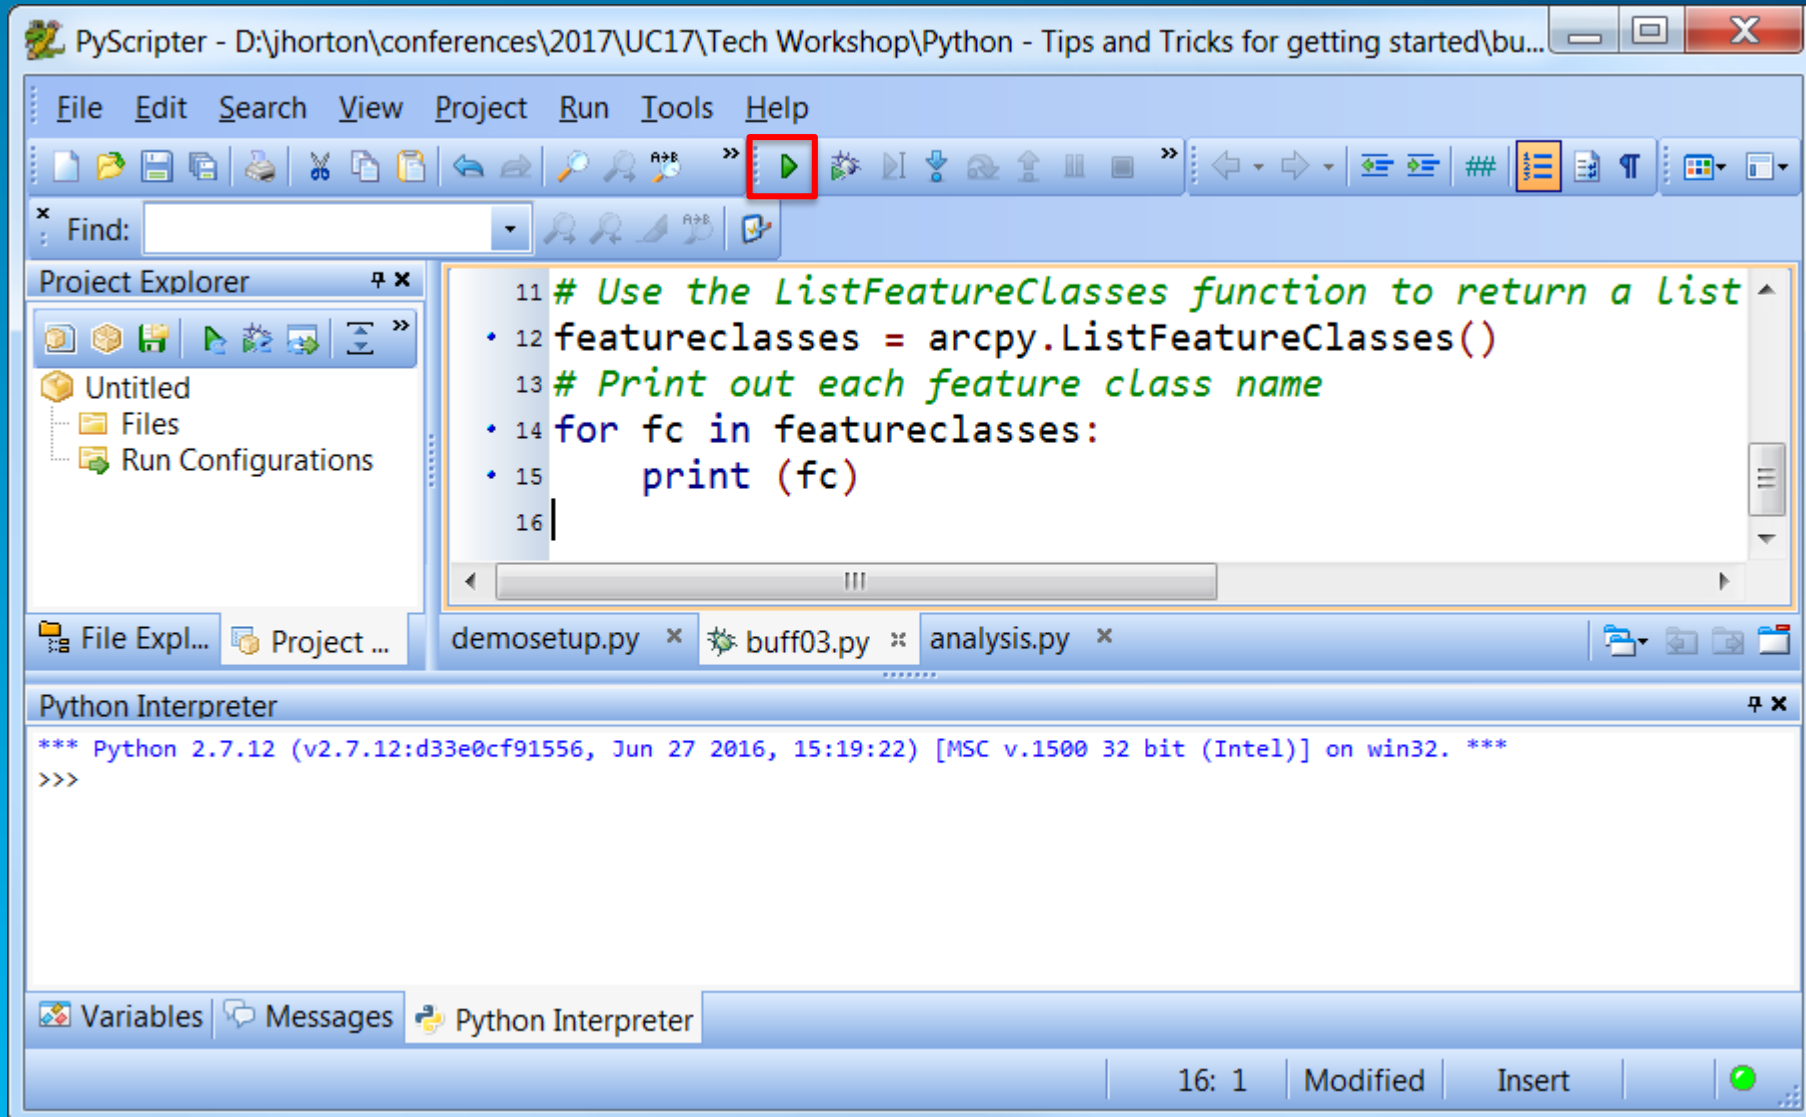 PyScripter - D:\jhorton\conferences\2017\UC17\Tech Workshop\Python - Tips and Tricks for getting started\bu...
File Edit Search View Project Run Tools Help
Find:
Project Explorer
Untitled
Files
Run Configurations
File Expl... Project ...
11 # Use the ListFeatureClasses function to return a list
12 featureclasses = arcpy.ListFeatureClasses()
13 # Print out each feature class name
14 for fc in featureclasses:
15     print (fc)
16
demosetup.py buff03.py analysis.py
Python Interpreter
*** Python 2.7.12 (v2.7.12:d33e0cf91556, Jun 27 2016, 15:19:22) [MSC v.1500 32 bit (Intel)] on win32. ***
>>>
Variables Messages Python Interpreter
16: 1 Modified Insert